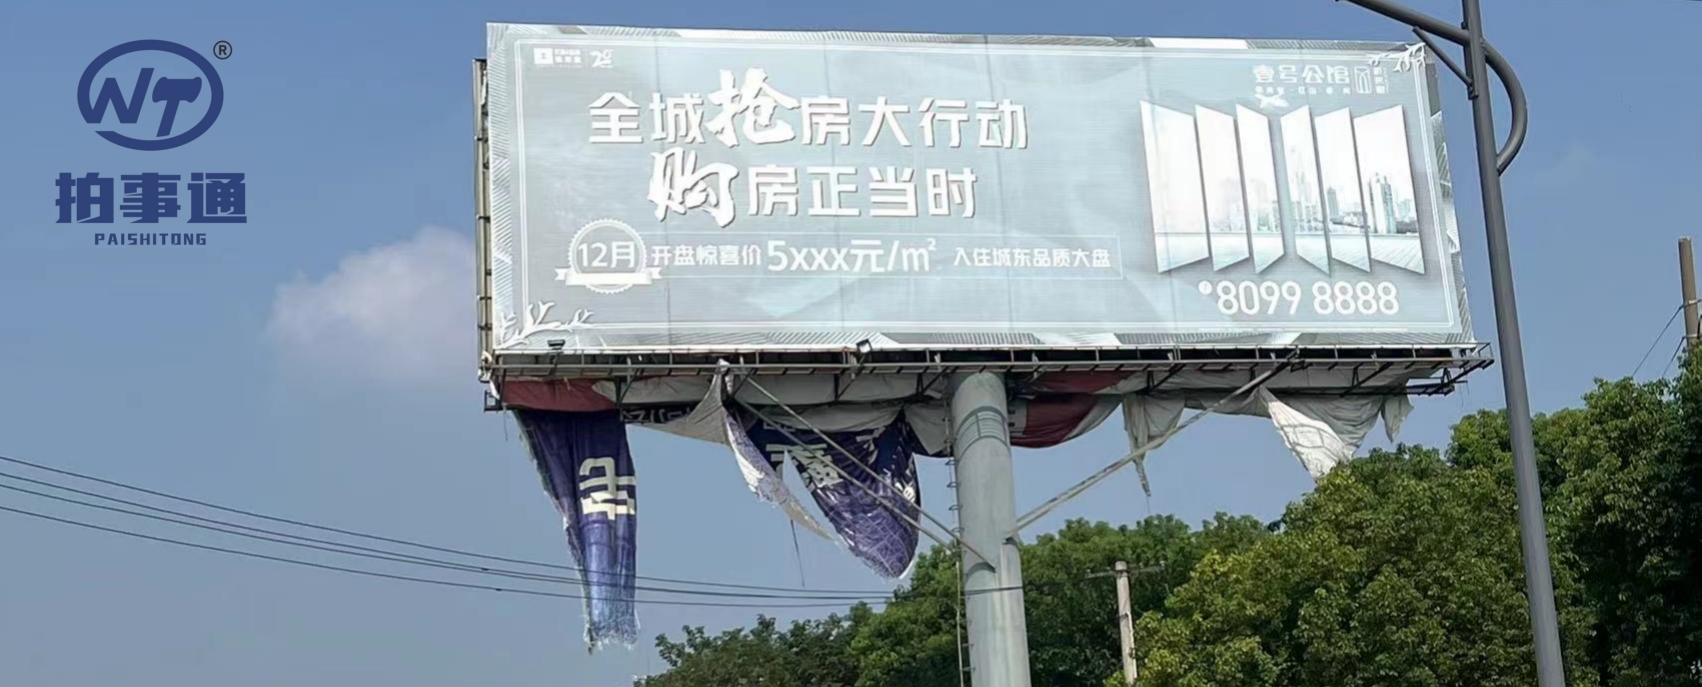 NT®
拍事通
PAISHITONG
壹号公馆
全城抢房大行动
购房正当时
12月 开盘惊喜价 5xxx元/m² 入住城东品质大盘
8099 8888